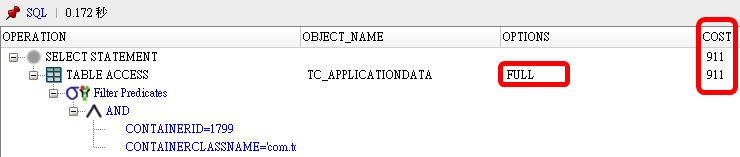 SQL | 0.172 秒
OPERATION OBJECT_NAME OPTIONS COST
SELECT STATEMENT 911
TABLE ACCESS TC_APPLICATIONDATA FULL 911
Filter Predicates
AND
CONTAINERID=1799
CONTAINERCLASSNAME='com.tc